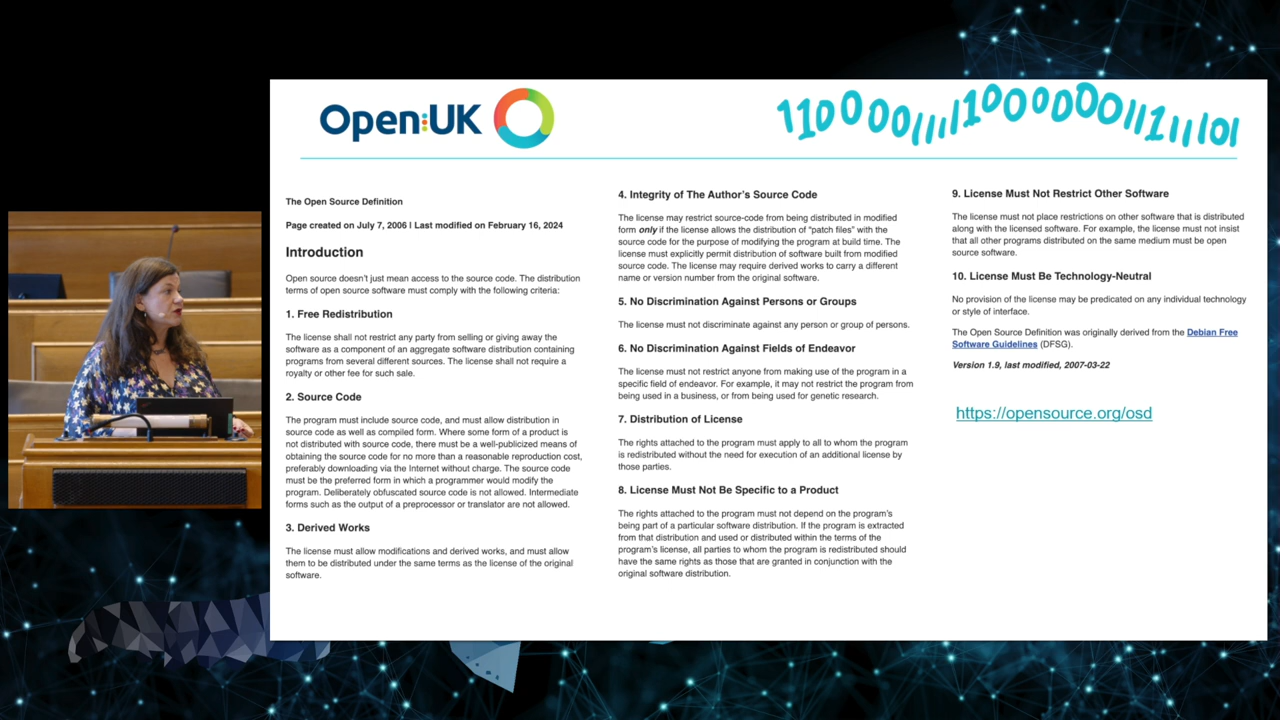 Open:UK
110000111110000000111111101
The Open Source Definition
Page created on July 7, 2006 | Last modified on February 16, 2024
Introduction
Open source doesn't just mean access to the source code. The distribution
terms of open source software must comply with the following criteria:
1. Free Redistribution
The license shall not restrict any party from selling or giving away the
software as a component of an aggregate software distribution containing
programs from several different sources. The license shall not require a
royalty or other fee for such sale.
2. Source Code
The program must include source code, and must allow distribution in
source code as well as compiled form. Where some form of a product is
not distributed with source code, there must be a well-publicized means of
obtaining the source code for no more than a reasonable reproduction cost,
preferably downloading via the Internet without charge. The source code
must be the preferred form in which a programmer would modify the
program. Deliberately obfuscated source code is not allowed. Intermediate
forms such as the output of a preprocessor or translator are not allowed.
3. Derived Works
The license must allow modifications and derived works, and must allow
them to be distributed under the same terms as the license of the original
software.
4. Integrity of The Author's Source Code
The license may restrict source-code from being distributed in modified
form only if the license allows the distribution of "patch files" with the
source code for the purpose of modifying the program at build time. The
license must explicitly permit distribution of software built from modified
source code. The license may require derived works to carry a different
name or version number from the original software.
5. No Discrimination Against Persons or Groups
The license must not discriminate against any person or group of persons.
6. No Discrimination Against Fields of Endeavor
The license must not restrict anyone from making use of the program in a
specific field of endeavor. For example, it may not restrict the program from
being used in a business, or from being used for genetic research.
7. Distribution of License
The rights attached to the program must apply to all to whom the program
is redistributed without the need for execution of an additional license by
those parties.
8. License Must Not Be Specific to a Product
The rights attached to the program must not depend on the program's
being part of a particular software distribution. If the program is extracted
from that distribution and used or distributed within the terms of the
program's license, all parties to whom the program is redistributed should
have the same rights as those that are granted in conjunction with the
original software distribution.
9. License Must Not Restrict Other Software
The license must not place restrictions on other software that is distributed
along with the licensed software. For example, the license must not insist
that all other programs distributed on the same medium must be open
source software.
10. License Must Be Technology-Neutral
No provision of the license may be predicated on any individual technology
or style of interface.
The Open Source Definition was originally derived from the Debian Free
Software Guidelines (DFSG).
Version 1.9, last modified, 2007-03-22
https://opensource.org/osd